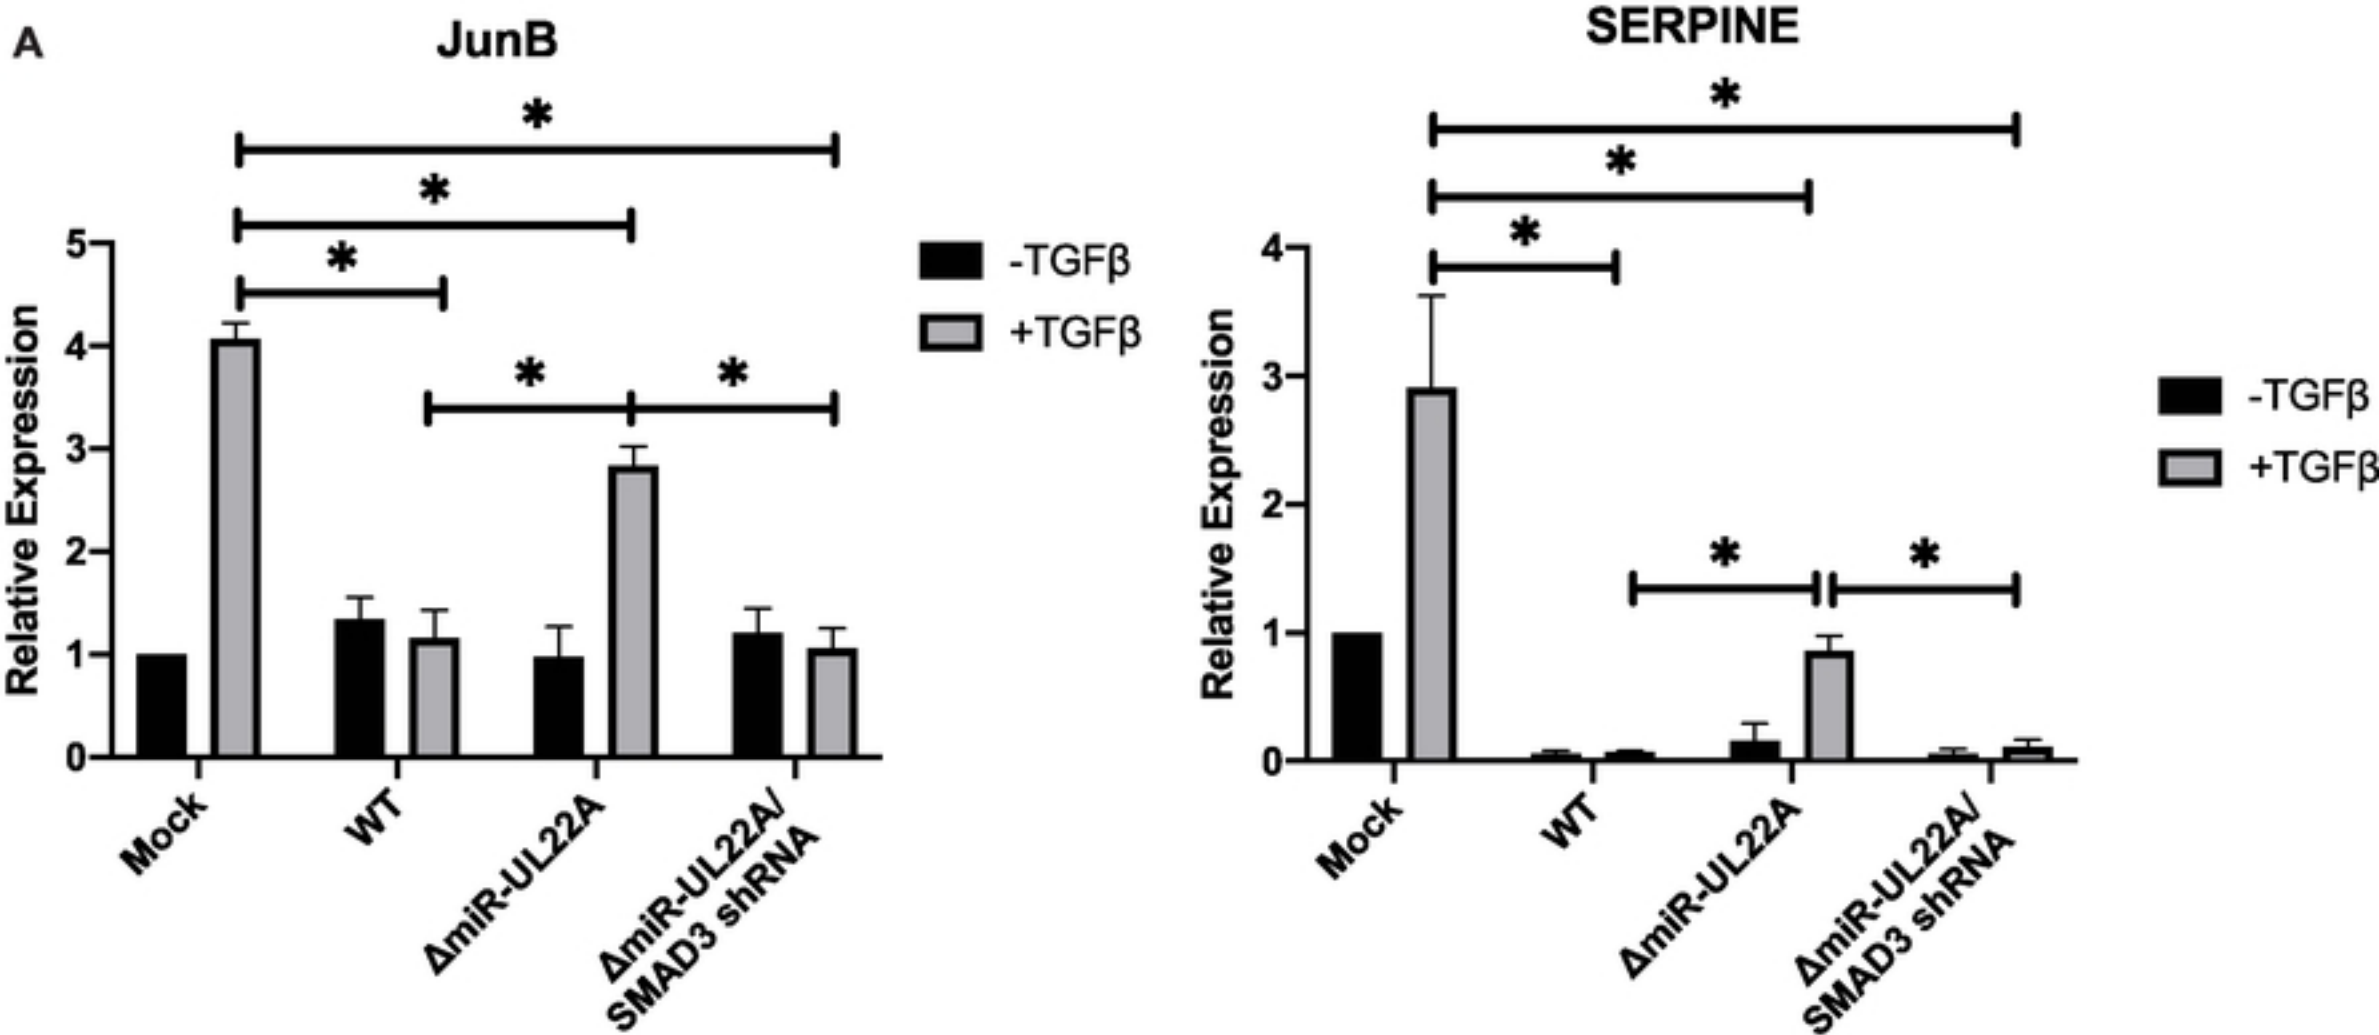 A
JunB
*
*
*
*
*
Relative Expression
5
4
3
2
1
0
-TGFβ
+TGFβ
Mock
WT
ΔmiR-UL22A
ΔmiR-UL22A/
SMAD3 shRNA
SERPINE
*
*
*
*
*
Relative Expression
4
3
2
1
0
-TGFβ
+TGFβ
Mock
WT
ΔmiR-UL22A
ΔmiR-UL22A/
SMAD3 shRNA